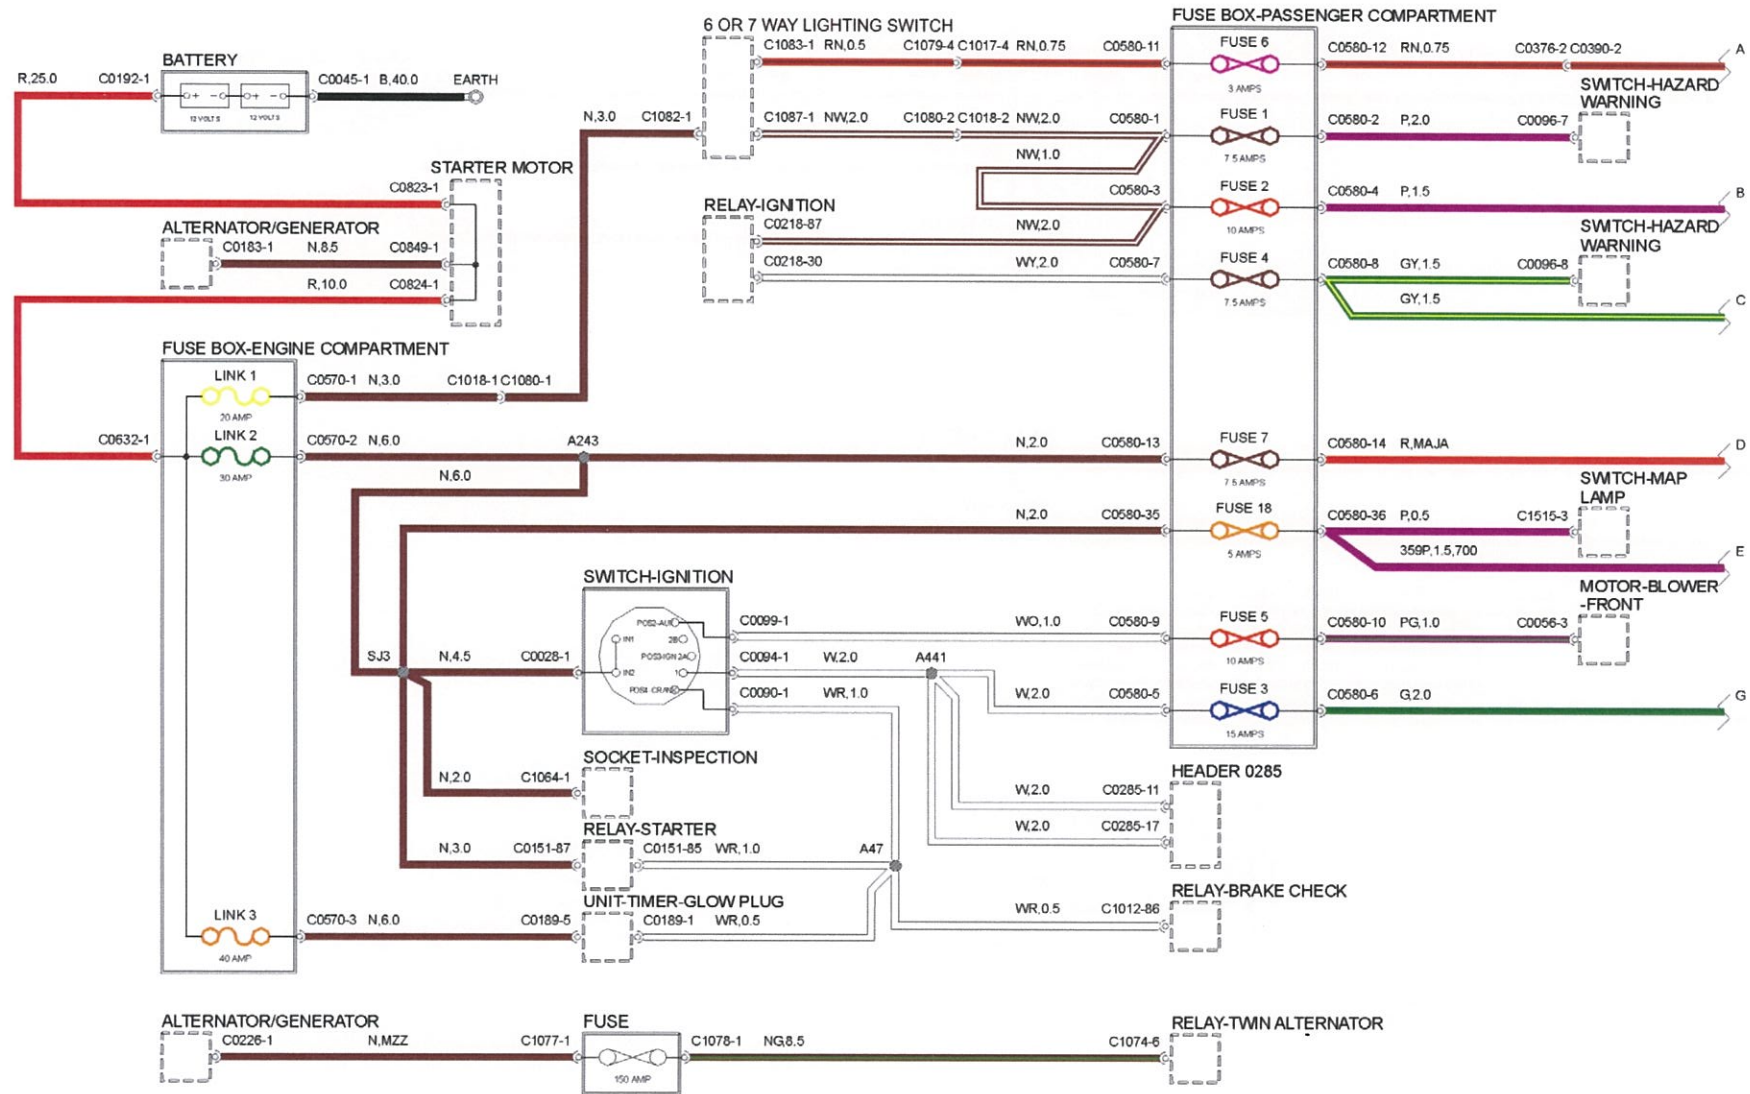 6 OR 7 WAY LIGHTING SWITCH
FUSE BOX-PASSENGER COMPARTMENT
C1083-1 RN,0.5 C1079-4 C1017-4 RN,0.75 C0580-11
FUSE 6
3 AMPS
C0580-12 RN,0.75 C0376-2 C0390-2
A
BATTERY
R,25.0 C0192-1
+ - + -
12 VOLTS 12 VOLTS
C0045-1 B,40.0 EARTH
SWITCH-HAZARD
WARNING
N,3.0 C1082-1
C1087-1 NW,2.0 C1080-2 C1018-2 NW,2.0 C0580-1
FUSE 1
7.5 AMPS
C0580-2 P,2.0 C0096-7
NW,1.0
STARTER MOTOR
C0823-1
C0580-3
FUSE 2
10 AMPS
C0580-4 P,1.5
B
RELAY-IGNITION
C0218-87 NW,2.0
ALTERNATOR/GENERATOR
C0183-1 N,8.5 C0849-1
SWITCH-HAZARD
WARNING
C0218-30 WY,2.0 C0580-7
FUSE 4
7.5 AMPS
C0580-8 GY,1.5 C0096-8
GY,1.5
C
R,10.0 C0824-1
FUSE BOX-ENGINE COMPARTMENT
LINK 1
20 AMP
C0570-1 N,3.0 C1018-1 C1080-1
C0632-1
LINK 2
30 AMP
C0570-2 N,6.0 A243 N,2.0 C0580-13
FUSE 7
7.5 AMPS
C0580-14 R,MAJA
D
N,6.0
SWITCH-MAP
LAMP
N,2.0 C0580-35
FUSE 18
5 AMPS
C0580-36 P,0.5 C1515-3
359P,1.5,700
E
SWITCH-IGNITION
POS2-AUX
IN1
2B
POS3-IGN 2A
IN2
1
POS4-CRANK
MOTOR-BLOWER
-FRONT
C0099-1 WO,1.0 C0580-9
FUSE 5
10 AMPS
C0580-10 PG,1.0 C0056-3
SJ3 N,4.5 C0028-1
C0094-1 W,2.0 A441
C0090-1 WR,1.0
W,2.0 C0580-5
FUSE 3
15 AMPS
C0580-6 G,2.0
G
SOCKET-INSPECTION
N,2.0 C1064-1
HEADER 0285
W,2.0 C0285-11
W,2.0 C0285-17
RELAY-STARTER
N,3.0 C0151-87
C0151-85 WR,1.0 A47
RELAY-BRAKE CHECK
WR,0.5 C1012-86
UNIT-TIMER-GLOW PLUG
LINK 3
40 AMP
C0570-3 N,6.0 C0189-5
C0189-1 WR,0.5
ALTERNATOR/GENERATOR
C0226-1 N,MZZ C1077-1
FUSE
150 AMP
C1078-1 NG,8.5 C1074-6
RELAY-TWIN ALTERNATOR